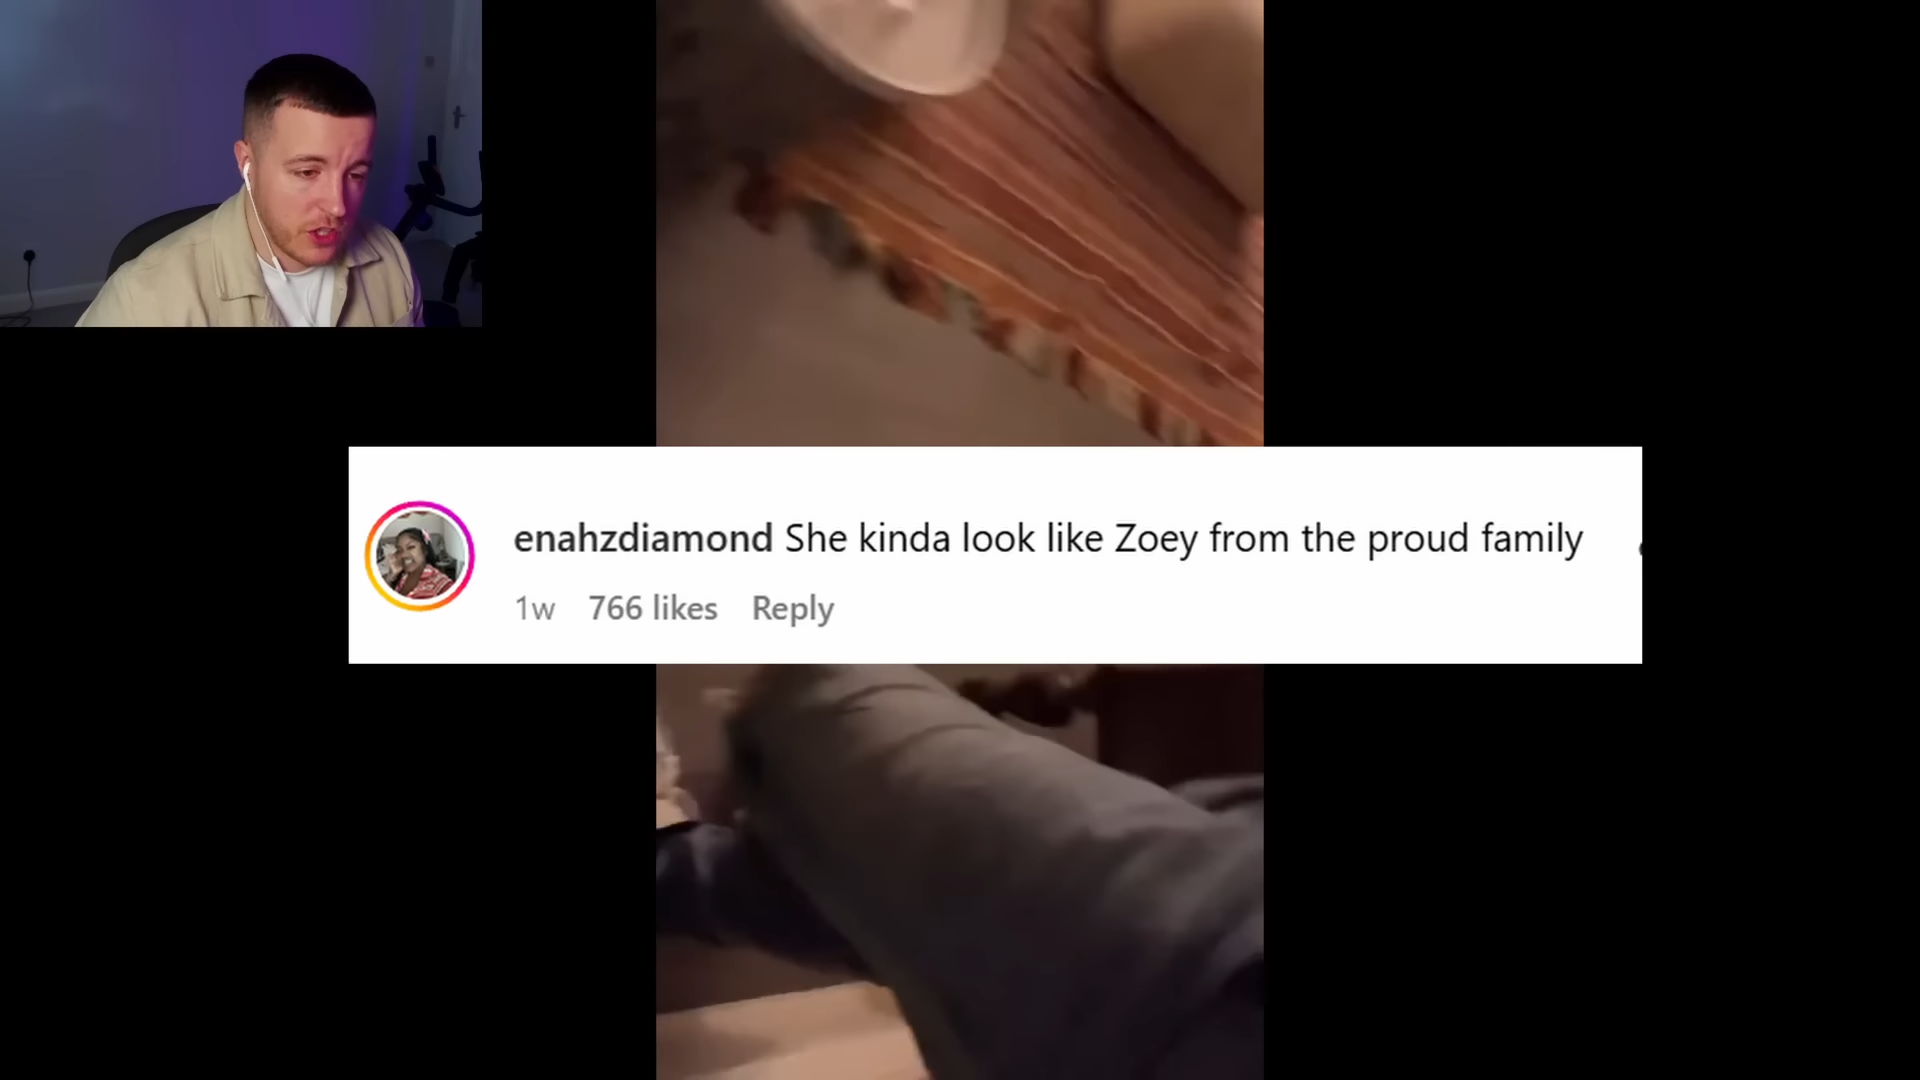 enahzdiamond She kinda look like Zoey from the proud family
1w 766 likes Reply